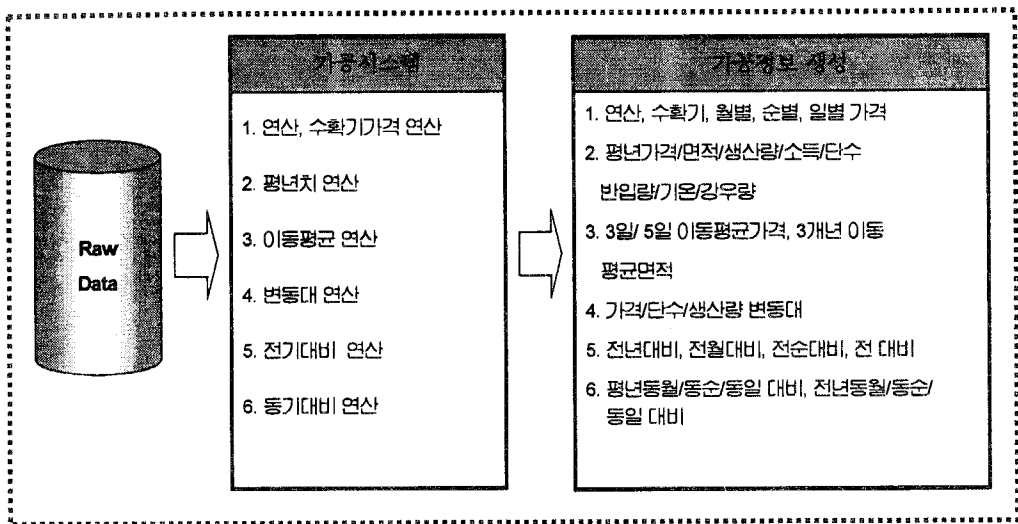 가공시스템
가공정보 생성
Raw
Data
1. 연산, 수확기가격 연산
2. 평년치 연산
3. 이동평균 연산
4. 변동대 연산
5. 전기대비 연산
6. 동기대비 연산
1. 연산, 수확기, 월별, 순별, 일별 가격
2. 평년가격/면적/생산량/소득/단수
반입량/기온/강우량
3. 3일/ 5일 이동평균가격, 3개년 이동
평균면적
4. 가격/단수/생산량 변동대
5. 전년대비, 전월대비, 전순대비, 전 대비
6. 평년동월/동순/동일 대비, 전년동월/동순/
동일 대비